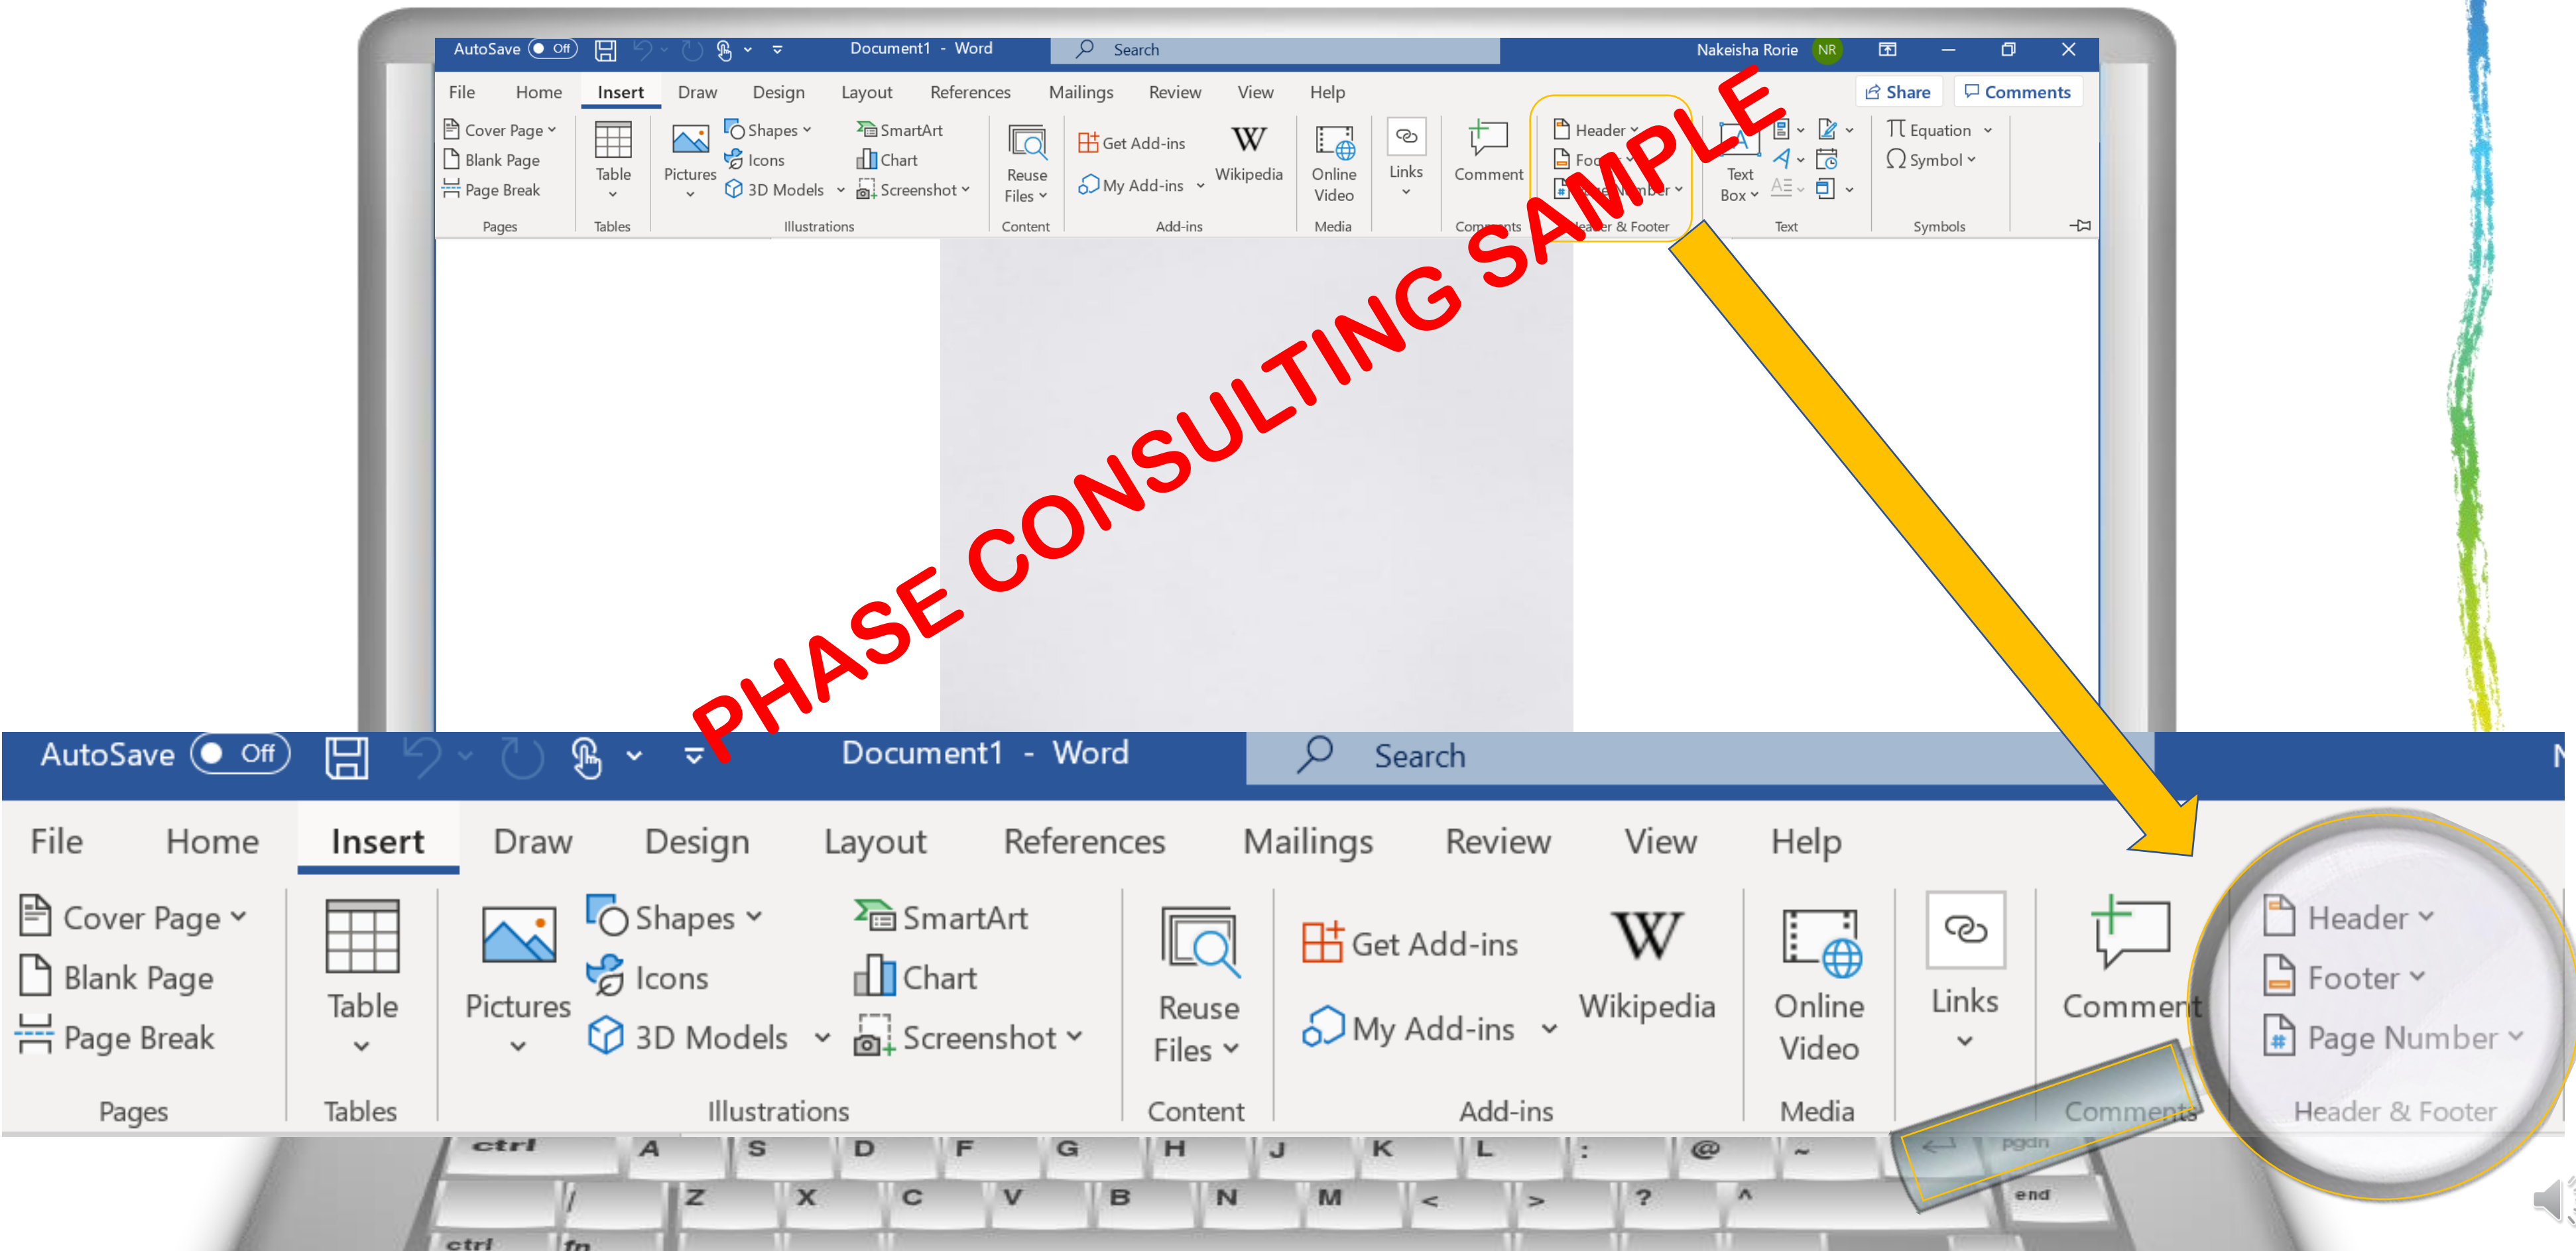 AutoSave Off Document1 - Word Search Nakeisha Rorie NR
File Home Insert Draw Design Layout References Mailings Review View Help Share Comments
Cover Page Shapes SmartArt Get Add-ins Header Equation
Blank Page Icons Chart Symbol
Page Break Table Pictures 3D Models Screenshot Reuse Files My Add-ins Wikipedia Online Video Links Comment Text Box
Pages Tables Illustrations Content Add-ins Media & Footer Text Symbols
PHASE CONSULTING SAMPLE
AutoSave Off Document1 - Word Search
File Home Insert Draw Design Layout References Mailings Review View Help
Cover Page Shapes SmartArt Get Add-ins Header
Blank Page Icons Chart Footer
Page Break Table Pictures 3D Models Screenshot Reuse Files My Add-ins Wikipedia Online Video Links Comment Page Number
Pages Tables Illustrations Content Add-ins Media Comments Header & Footer
ctrl A S D F G H J K L : @ ~ pgdn
/ Z X C V B N M < > ? ^ end
ctrl fn